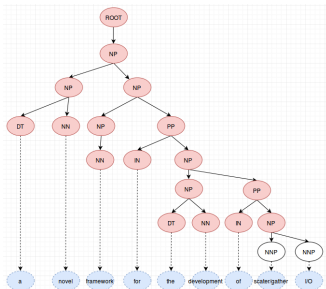 ROOT
NP
NP NP
DT NN NP PP
NN IN NP
NP PP
DT NN IN NP
NNP NNP
a novel framework for the development of scater/gather I/O